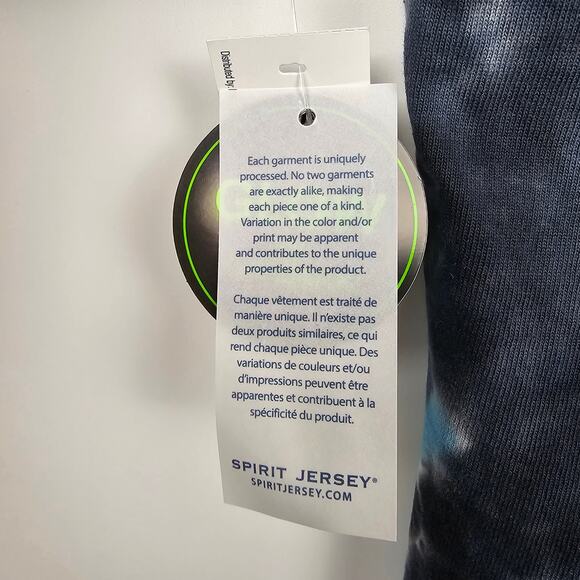 Distributed by:
Each garment is uniquely
processed. No two garments
are exactly alike, making
each piece one of a kind.
Variation in the color and/or
print may be apparent
and contributes to the unique
properties of the product.
Chaque vêtement est traité de
manière unique. Il n'existe pas
deux produits similaires, ce qui
rend chaque pièce unique. Des
variations de couleurs et/ou
d'impressions peuvent être
apparentes et contribuent à la
spécificité du produit.
SPIRIT JERSEY®
SPIRITJERSEY.COM